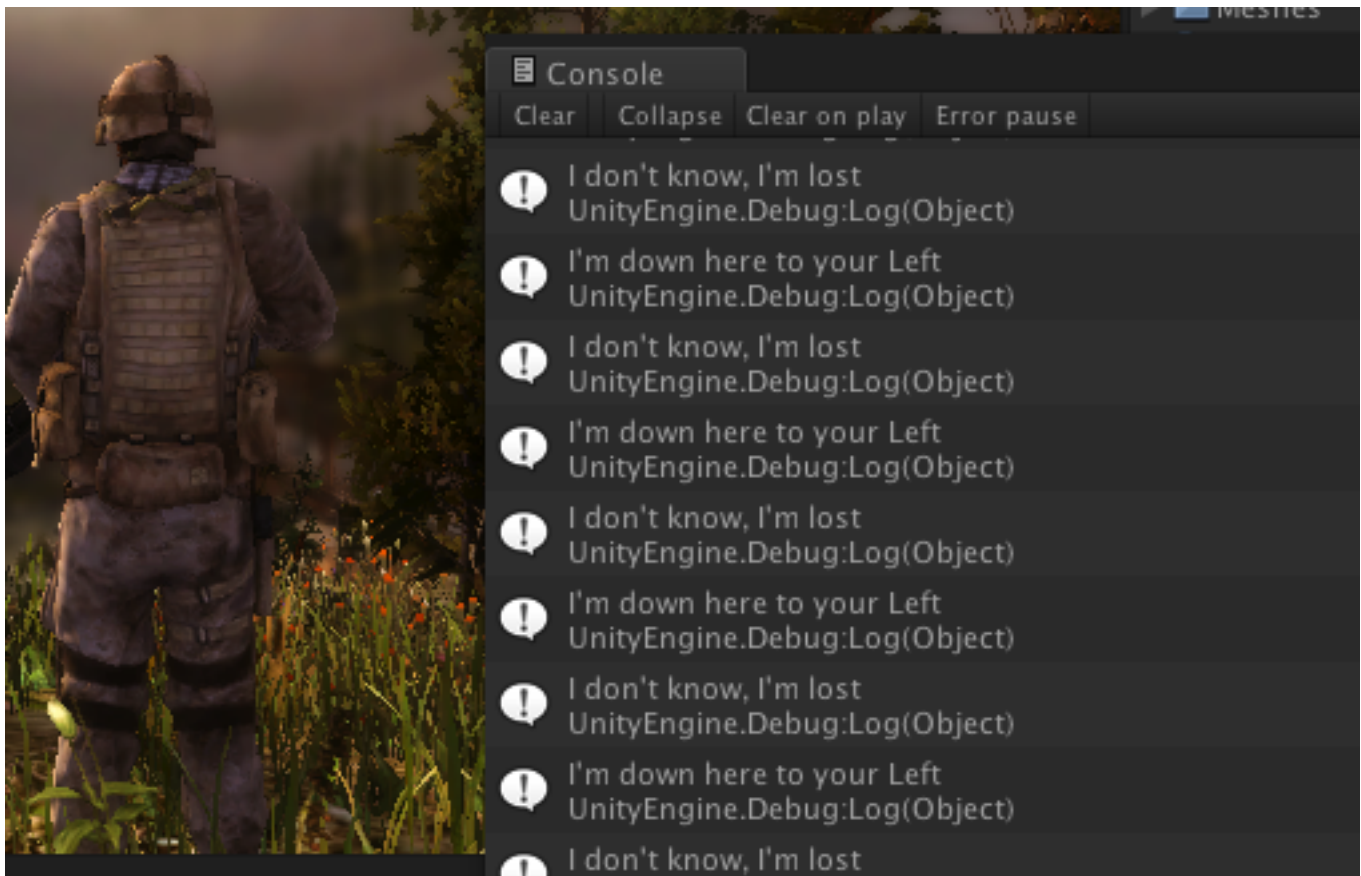 Meshes
Console
Clear Collapse Clear on play Error pause
I don't know, I'm lost
UnityEngine.Debug:Log(Object)
I'm down here to your Left
UnityEngine.Debug:Log(Object)
I don't know, I'm lost
UnityEngine.Debug:Log(Object)
I'm down here to your Left
UnityEngine.Debug:Log(Object)
I don't know, I'm lost
UnityEngine.Debug:Log(Object)
I'm down here to your Left
UnityEngine.Debug:Log(Object)
I don't know, I'm lost
UnityEngine.Debug:Log(Object)
I'm down here to your Left
UnityEngine.Debug:Log(Object)
I don't know, I'm lost